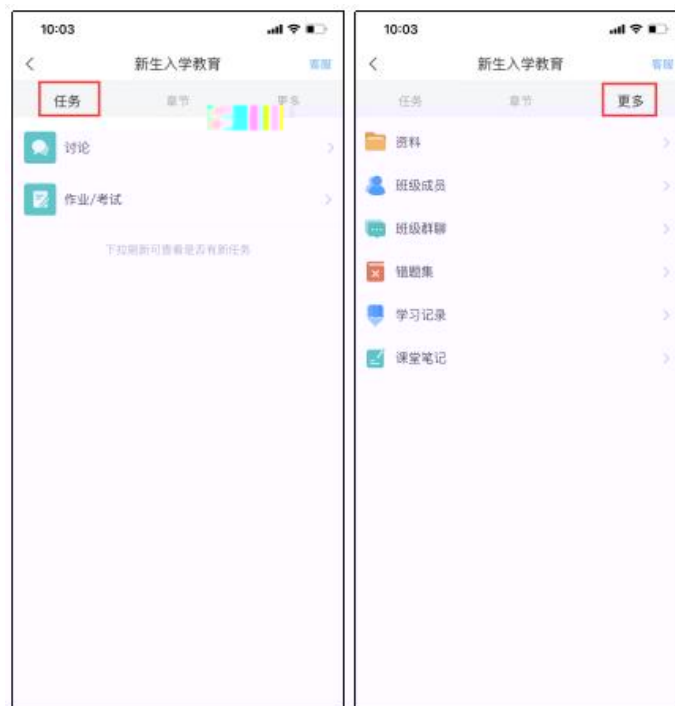 10:03
新生入学教育
客服
任务
章节
更多
讨论
作业/考试
下拉刷新可查看是否有新任务
10:03
新生入学教育
客服
任务
章节
更多
资料
班级成员
班级群聊
错题集
学习记录
课堂笔记